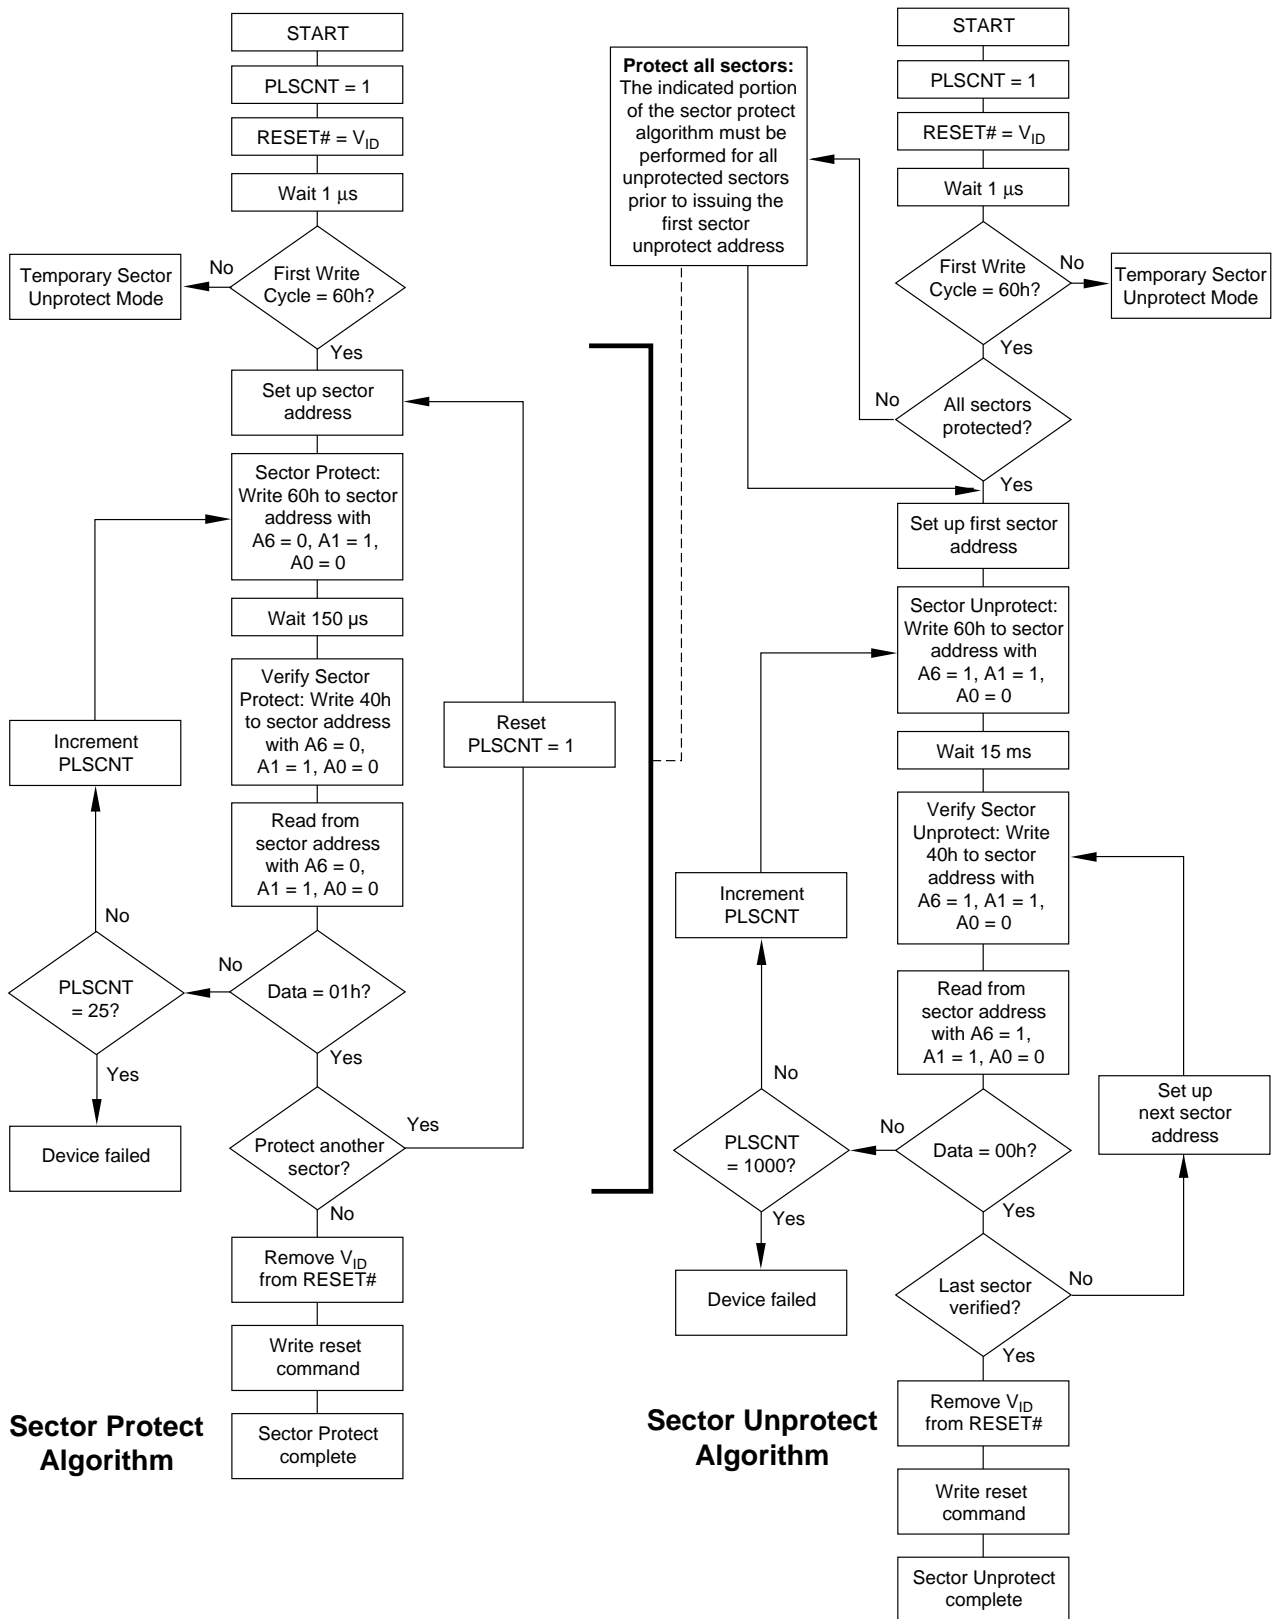 START
PLSCNT = 1
RESET# = VID
Wait 1 μs
First Write
Cycle = 60h?
No
Temporary Sector
Unprotect Mode
Yes
Set up sector
address
Sector Protect:
Write 60h to sector
address with
A6 = 0, A1 = 1,
A0 = 0
Wait 150 µs
Verify Sector
Protect: Write 40h
to sector address
with A6 = 0,
A1 = 1, A0 = 0
Read from
sector address
with A6 = 0,
A1 = 1, A0 = 0
Data = 01h?
No
PLSCNT
= 25?
No
Increment
PLSCNT
Yes
Device failed
Yes
Protect another
sector?
Yes
Reset
PLSCNT = 1
No
Remove VID
from RESET#
Write reset
command
Sector Protect
complete
Sector Protect
Algorithm
Protect all sectors:
The indicated portion
of the sector protect
algorithm must be
performed for all
unprotected sectors
prior to issuing the
first sector
unprotect address
START
PLSCNT = 1
RESET# = VID
Wait 1 μs
First Write
Cycle = 60h?
No
Temporary Sector
Unprotect Mode
Yes
All sectors
protected?
No
Yes
Set up first sector
address
Sector Unprotect:
Write 60h to sector
address with
A6 = 1, A1 = 1,
A0 = 0
Wait 15 ms
Verify Sector
Unprotect: Write
40h to sector
address with
A6 = 1, A1 = 1,
A0 = 0
Read from
sector address
with A6 = 1,
A1 = 1, A0 = 0
Data = 00h?
No
PLSCNT
= 1000?
No
Increment
PLSCNT
Yes
Device failed
Yes
Last sector
verified?
No
Set up
next sector
address
Yes
Remove VID
from RESET#
Write reset
command
Sector Unprotect
complete
Sector Unprotect
Algorithm